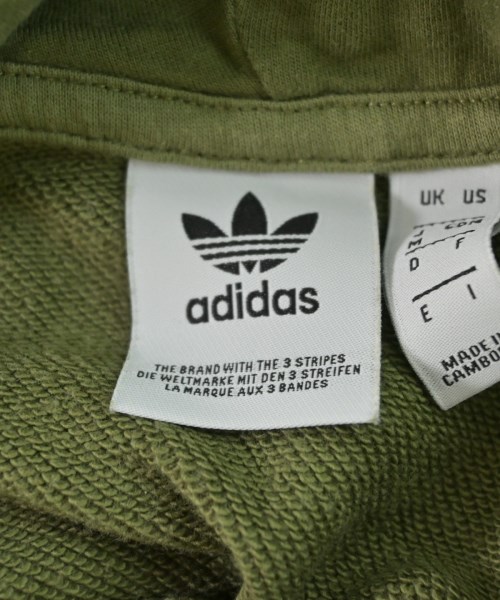 adidas
THE BRAND WITH THE 3 STRIPES
DIE WELTMARKE MIT DEN 3 STREIFEN
LA MARQUE AUX 3 BANDES
UK US
J CDN
M
D F
E I
MADE IN